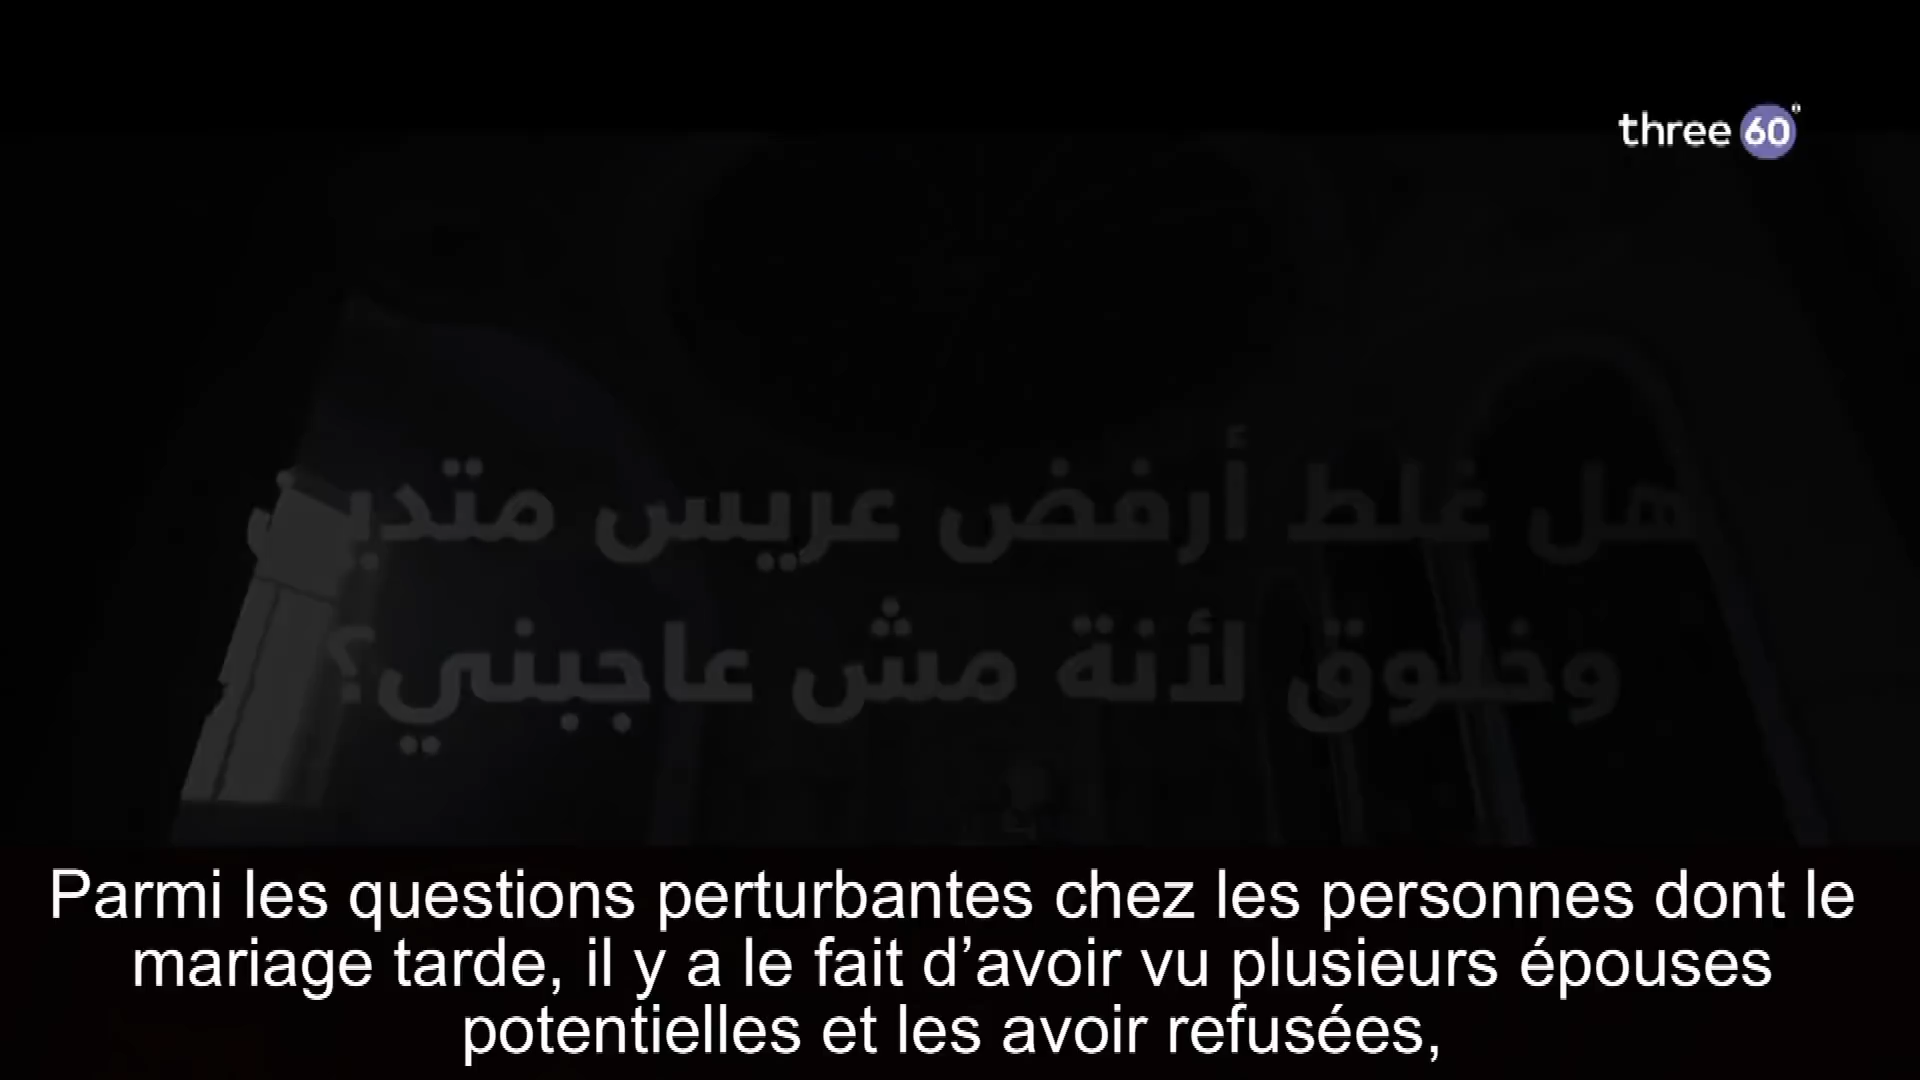 three 60°
هل غلط أرفض عريس متدين
وخلوق لأنة مش عاجبني؟
Parmi les questions perturbantes chez les personnes dont le
mariage tarde, il y a le fait d’avoir vu plusieurs épouses
potentielles et les avoir refusées,